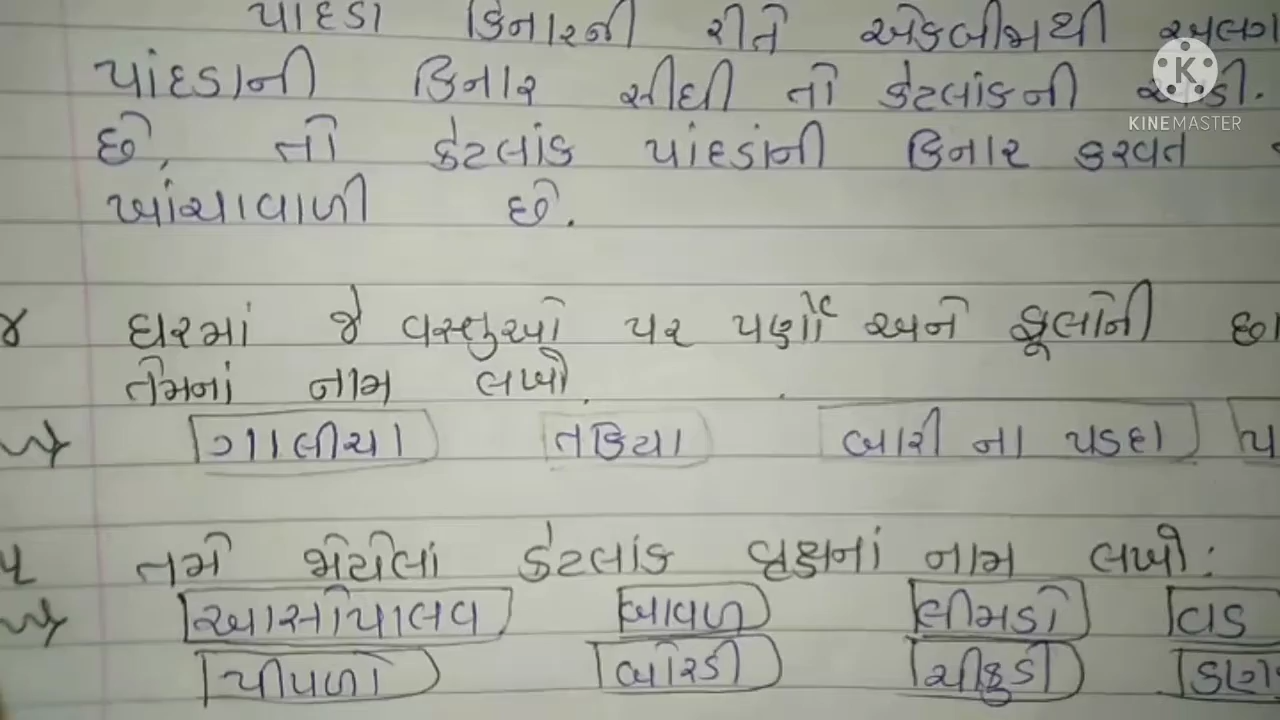 પાંદડા કિનારની રીતે એકબીજાથી અલગ
પાંદડાની કિનાર સીધી તો કેટલાંકની
છે, તો કેટલાંક પાંદડાંની કિનાર કરવત
ખાંચાવાળી છે.
K
KINEMASTER
૪ ઘરમાં જે વસ્તુઓ પર પર્ણો અને ફૂલોની છા
તેમનાં નામ લખો.
ગાલીચા તકિયા બારી ના પડદા
૫ તમે જોયેલાં કેટલાંક વૃક્ષનાં નામ લખો:
આસોપાલવ બાવળ લીમડો વડ
પીપળો બોરડી ચીકુડી